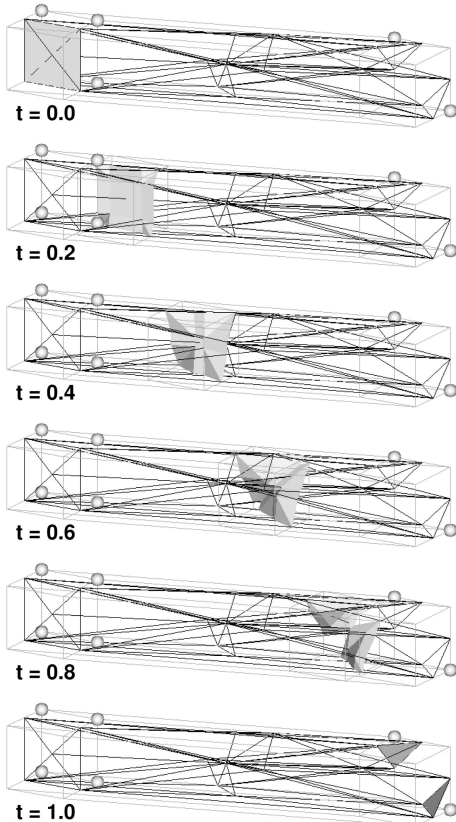 t = 0.0
t = 0.2
t = 0.4
t = 0.6
t = 0.8
t = 1.0